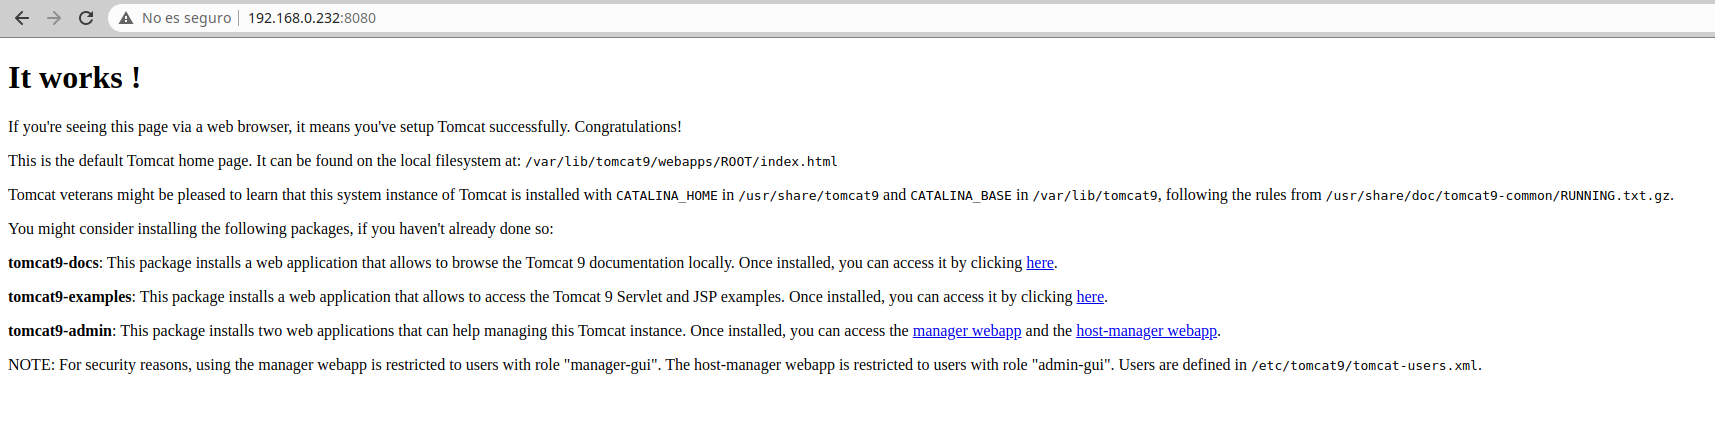 No es seguro | 192.168.0.232:8080
It works !
If you're seeing this page via a web browser, it means you've setup Tomcat successfully. Congratulations!
This is the default Tomcat home page. It can be found on the local filesystem at: /var/lib/tomcat9/webapps/ROOT/index.html
Tomcat veterans might be pleased to learn that this system instance of Tomcat is installed with CATALINA_HOME in /usr/share/tomcat9 and CATALINA_BASE in /var/lib/tomcat9, following the rules from /usr/share/doc/tomcat9-common/RUNNING.txt.gz.
You might consider installing the following packages, if you haven't already done so:
tomcat9-docs: This package installs a web application that allows to browse the Tomcat 9 documentation locally. Once installed, you can access it by clicking here.
tomcat9-examples: This package installs a web application that allows to access the Tomcat 9 Servlet and JSP examples. Once installed, you can access it by clicking here.
tomcat9-admin: This package installs two web applications that can help managing this Tomcat instance. Once installed, you can access the manager webapp and the host-manager webapp.
NOTE: For security reasons, using the manager webapp is restricted to users with role "manager-gui". The host-manager webapp is restricted to users with role "admin-gui". Users are defined in /etc/tomcat9/tomcat-users.xml.